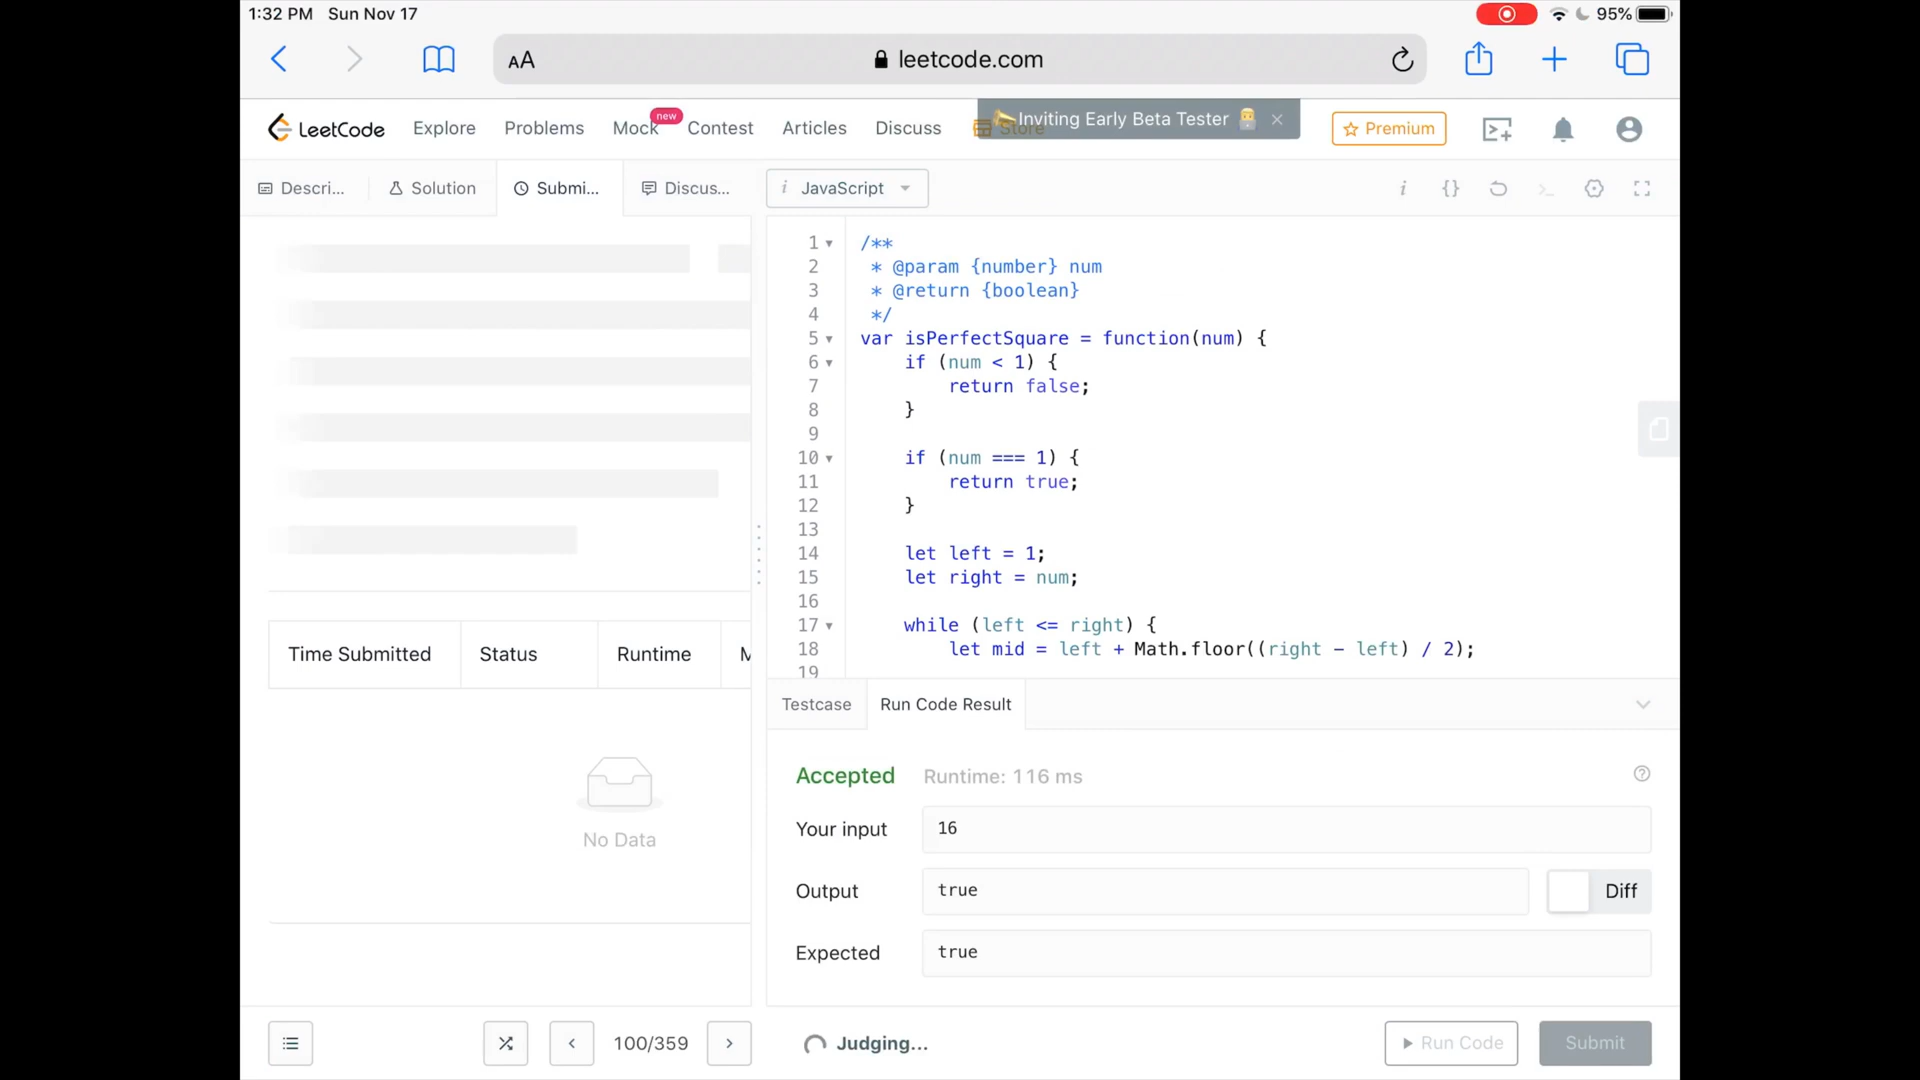 1:32 PM Sun Nov 17
95%
AA
leetcode.com
LeetCode
Explore
Problems
Mock
new
Contest
Articles
Discuss
Store
Inviting Early Beta Tester
Premium
Descri...
Solution
Submi...
Discus...
i JavaScript
i
{}
1 /**
2 * @param {number} num
3 * @return {boolean}
4 */
5 var isPerfectSquare = function(num) {
6 if (num < 1) {
7 return false;
8 }
9
10 if (num === 1) {
11 return true;
12 }
13
14 let left = 1;
15 let right = num;
16
17 while (left <= right) {
18 let mid = left + Math.floor((right - left) / 2);
19
Time Submitted
Status
Runtime
M
No Data
Testcase
Run Code Result
Accepted Runtime: 116 ms
Your input
16
Output
true
Diff
Expected
true
100/359
Judging...
Run Code
Submit